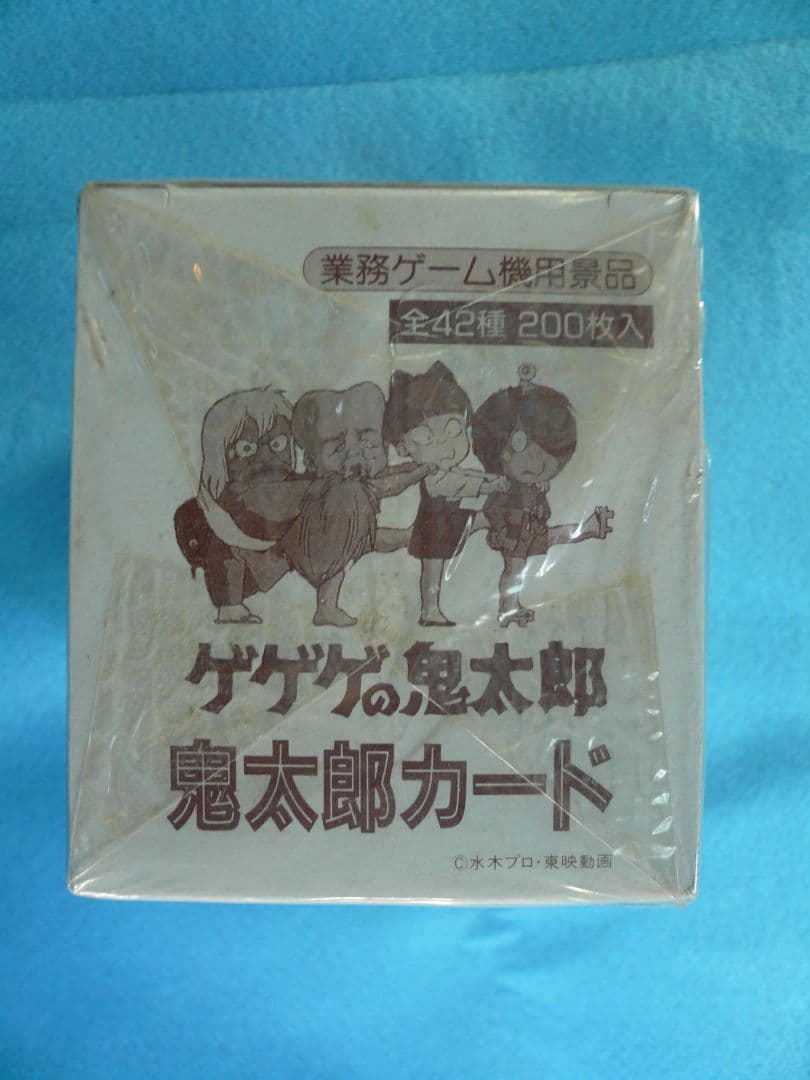 業務ゲーム機用景品
全42種 200枚入
ゲゲゲの鬼太郎
鬼太郎カード
©水木プロ・東映動画